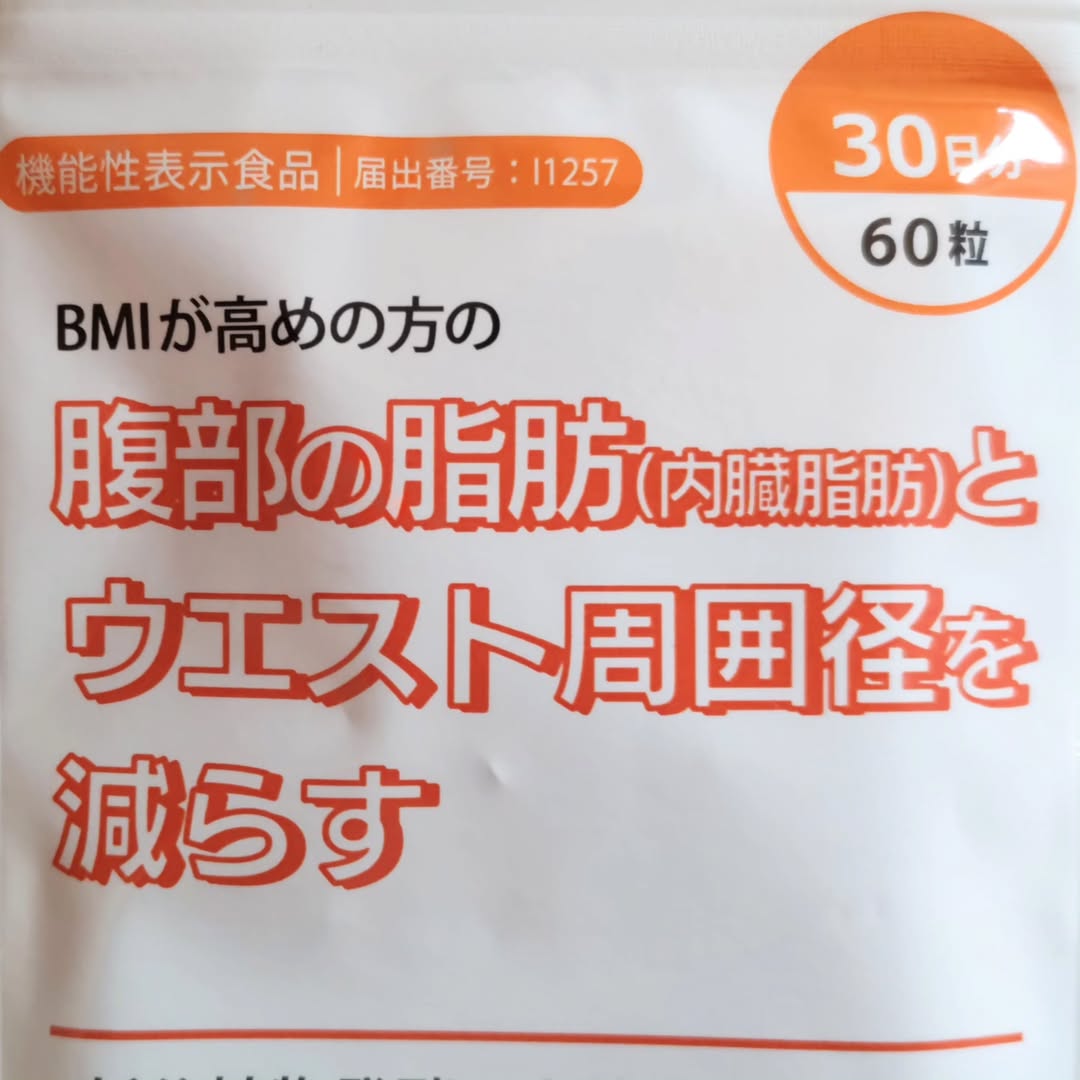 機能性表示食品|届出番号:I1257
30日分
60粒
BMIが高めの方の
腹部の脂肪(内臓脂肪)と
ウエスト周囲径を
減らす